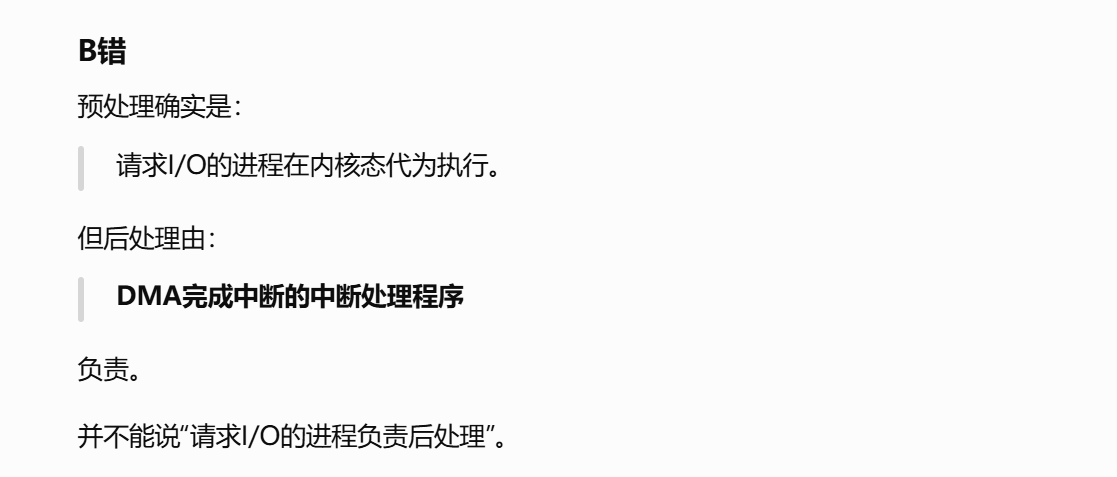 B错
预处理确实是：
请求I/O的进程在内核态代为执行。
但后处理由：
DMA完成中断的中断处理程序
负责。
并不能说“请求I/O的进程负责后处理”。